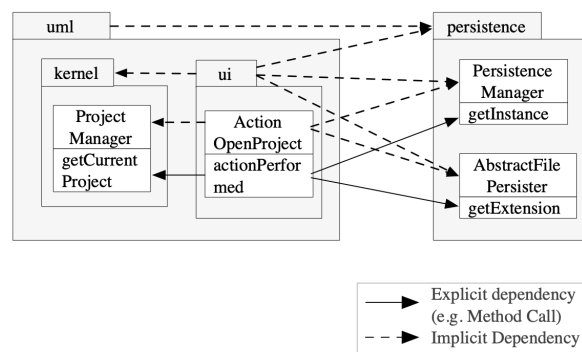 uml
persistence
kernel
ui
Project
Manager
getCurrent
Project
Action
OpenProject
actionPerfor
med
Persistence
Manager
getInstance
AbstractFile
Persister
getExtension
Explicit dependency
(e.g. Method Call)
Implicit Dependency